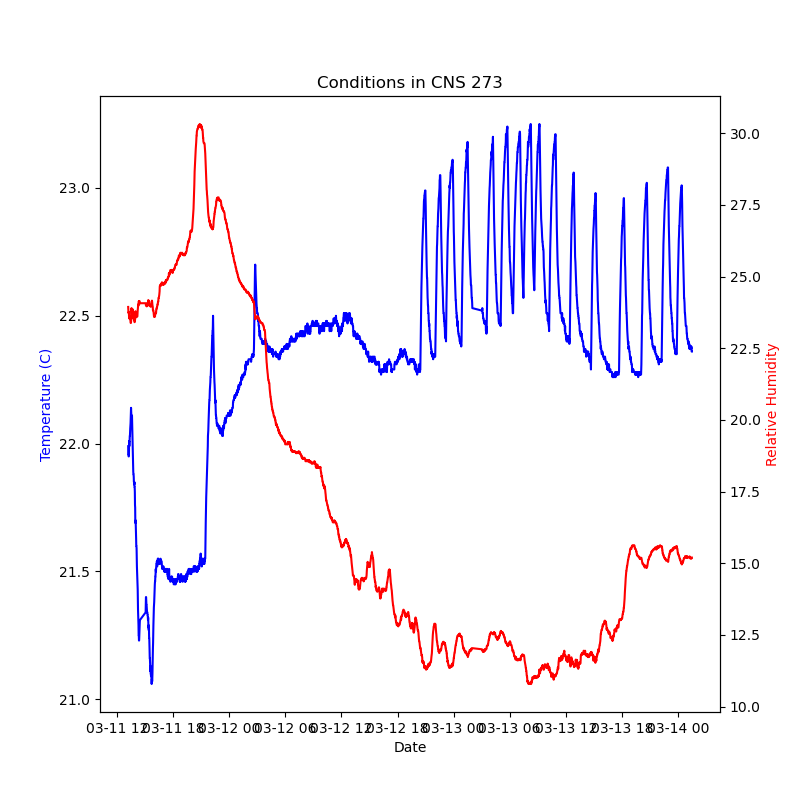 Conditions in CNS 273
23.0
22.5
22.0
21.5
21.0
Temperature (C)
30.0
27.5
25.0
22.5
20.0
17.5
15.0
12.5
10.0
Relative Humidity
03-11 12 03-11 18 03-12 00 03-12 06 03-12 12 03-12 18 03-13 00 03-13 06 03-13 12 03-13 18 03-14 00
Date